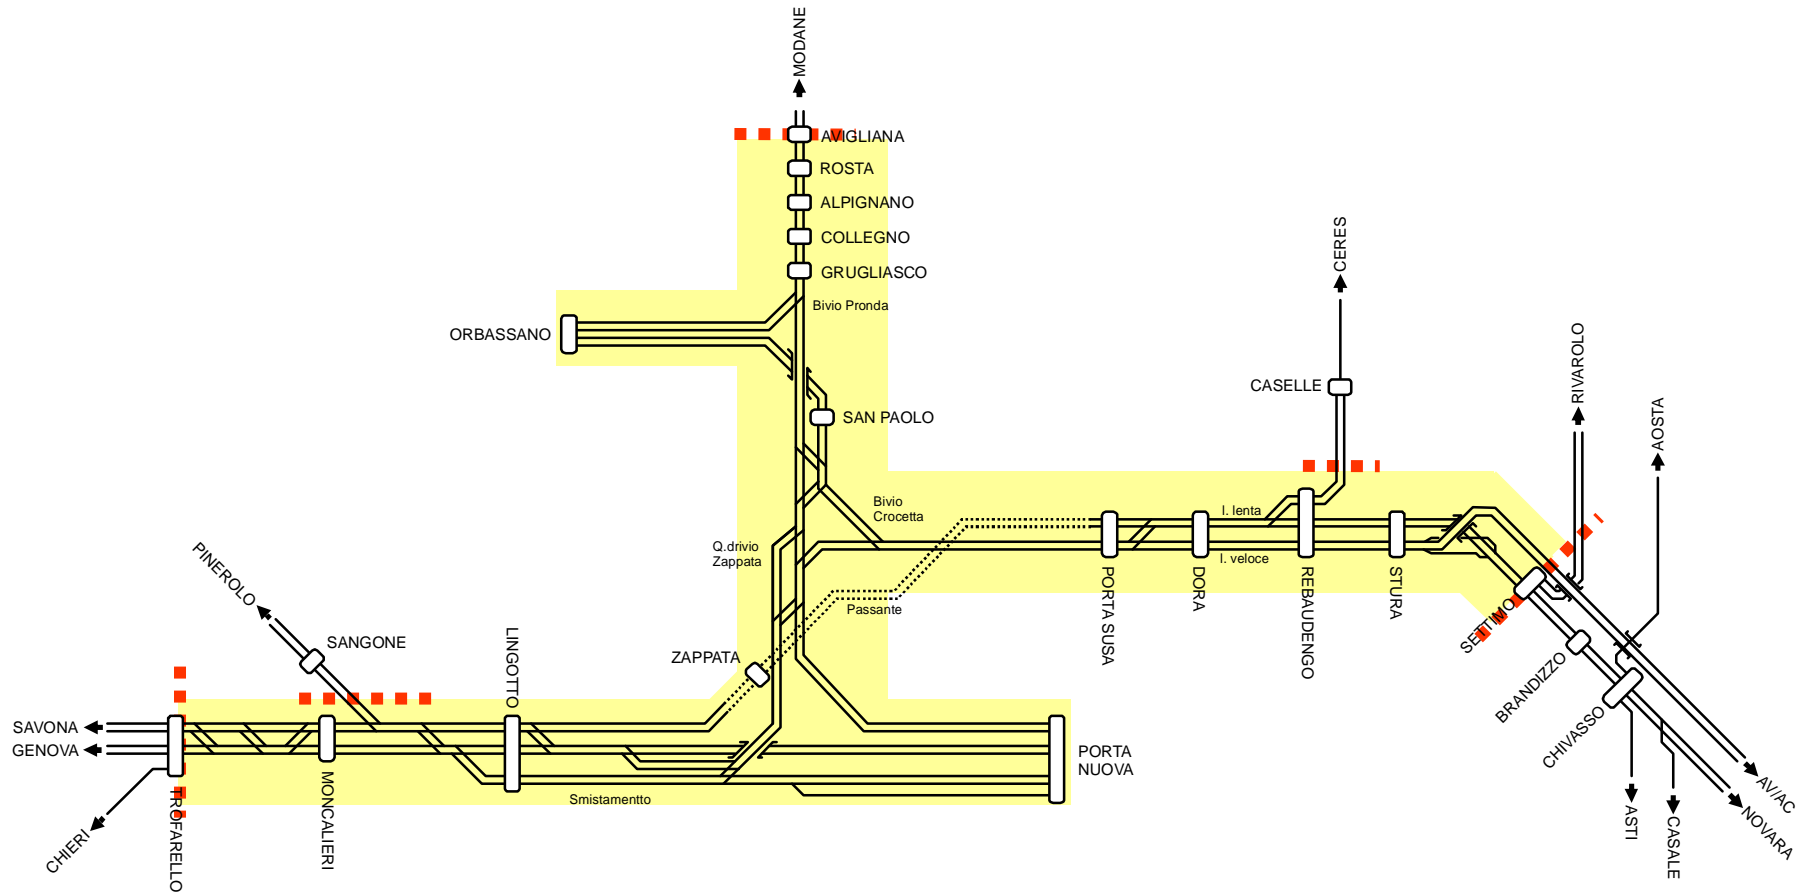 MODANE
AVIGLIANA
ROSTA
ALPIGNANO
COLLEGNO
GRUGLIASCO
Bivio Pronda
ORBASSANO
SAN PAOLO
CERES
CASELLE
RIVAROLO
AOSTA
Bivio
Crocetta
l. lenta
l. veloce
Q.drivio
Zappata
Passante
PORTA SUSA
DORA
REBAUDENGO
STURA
SETTIMO
BRANDIZZO
CHIVASSO
PINEROLO
SANGONE
LINGOTTO
ZAPPATA
SAVONA
GENOVA
CHIERI
TROFARELLO
MONCALIERI
Smistamentto
PORTA
NUOVA
ASTI
CASALE
NOVARA
AV/AC